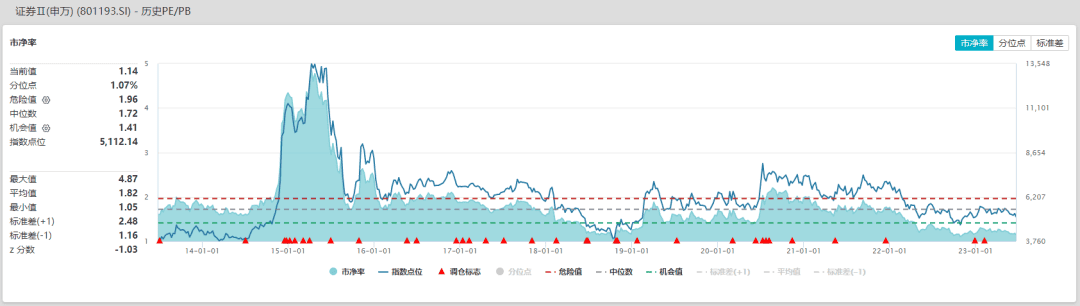 证券II(申万) (801193.SI) - 历史PE/PB
市净率
市净率 分位点 标准差
当前值 1.14
分位点 1.07%
危险值 1.96
中位数 1.72
机会值 1.41
指数点位 5,112.14
最大值 4.87
平均值 1.82
最小值 1.05
标准差(+1) 2.48
标准差(-1) 1.16
z 分数 -1.03
5 13,548
4 11,101
3 8,654
2 6,207
1 3,760
14-01-01 15-01-01 16-01-01 17-01-01 18-01-01 19-01-01 20-01-01 21-01-01 22-01-01 23-01-01
市净率 指数点位 调仓标志 分位点 危险值 中位数 机会值 标准差(+1) 平均值 标准差(-1)